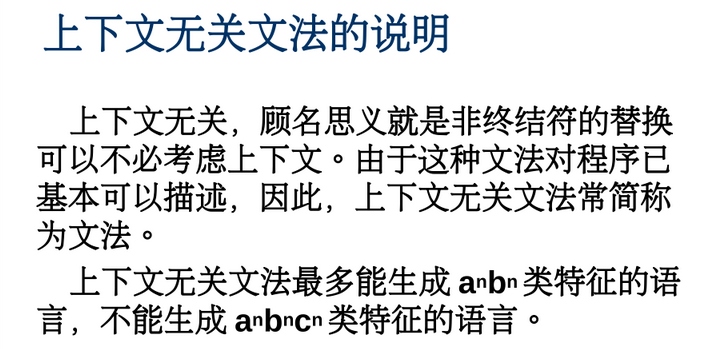 上下文无关文法的说明
上下文无关，顾名思义就是非终结符的替换
可以不必考虑上下文。由于这种文法对程序已
基本可以描述，因此，上下文无关文法常简称
为文法。
上下文无关文法最多能生成 aⁿbⁿ 类特征的语
言，不能生成 aⁿbⁿcⁿ 类特征的语言。